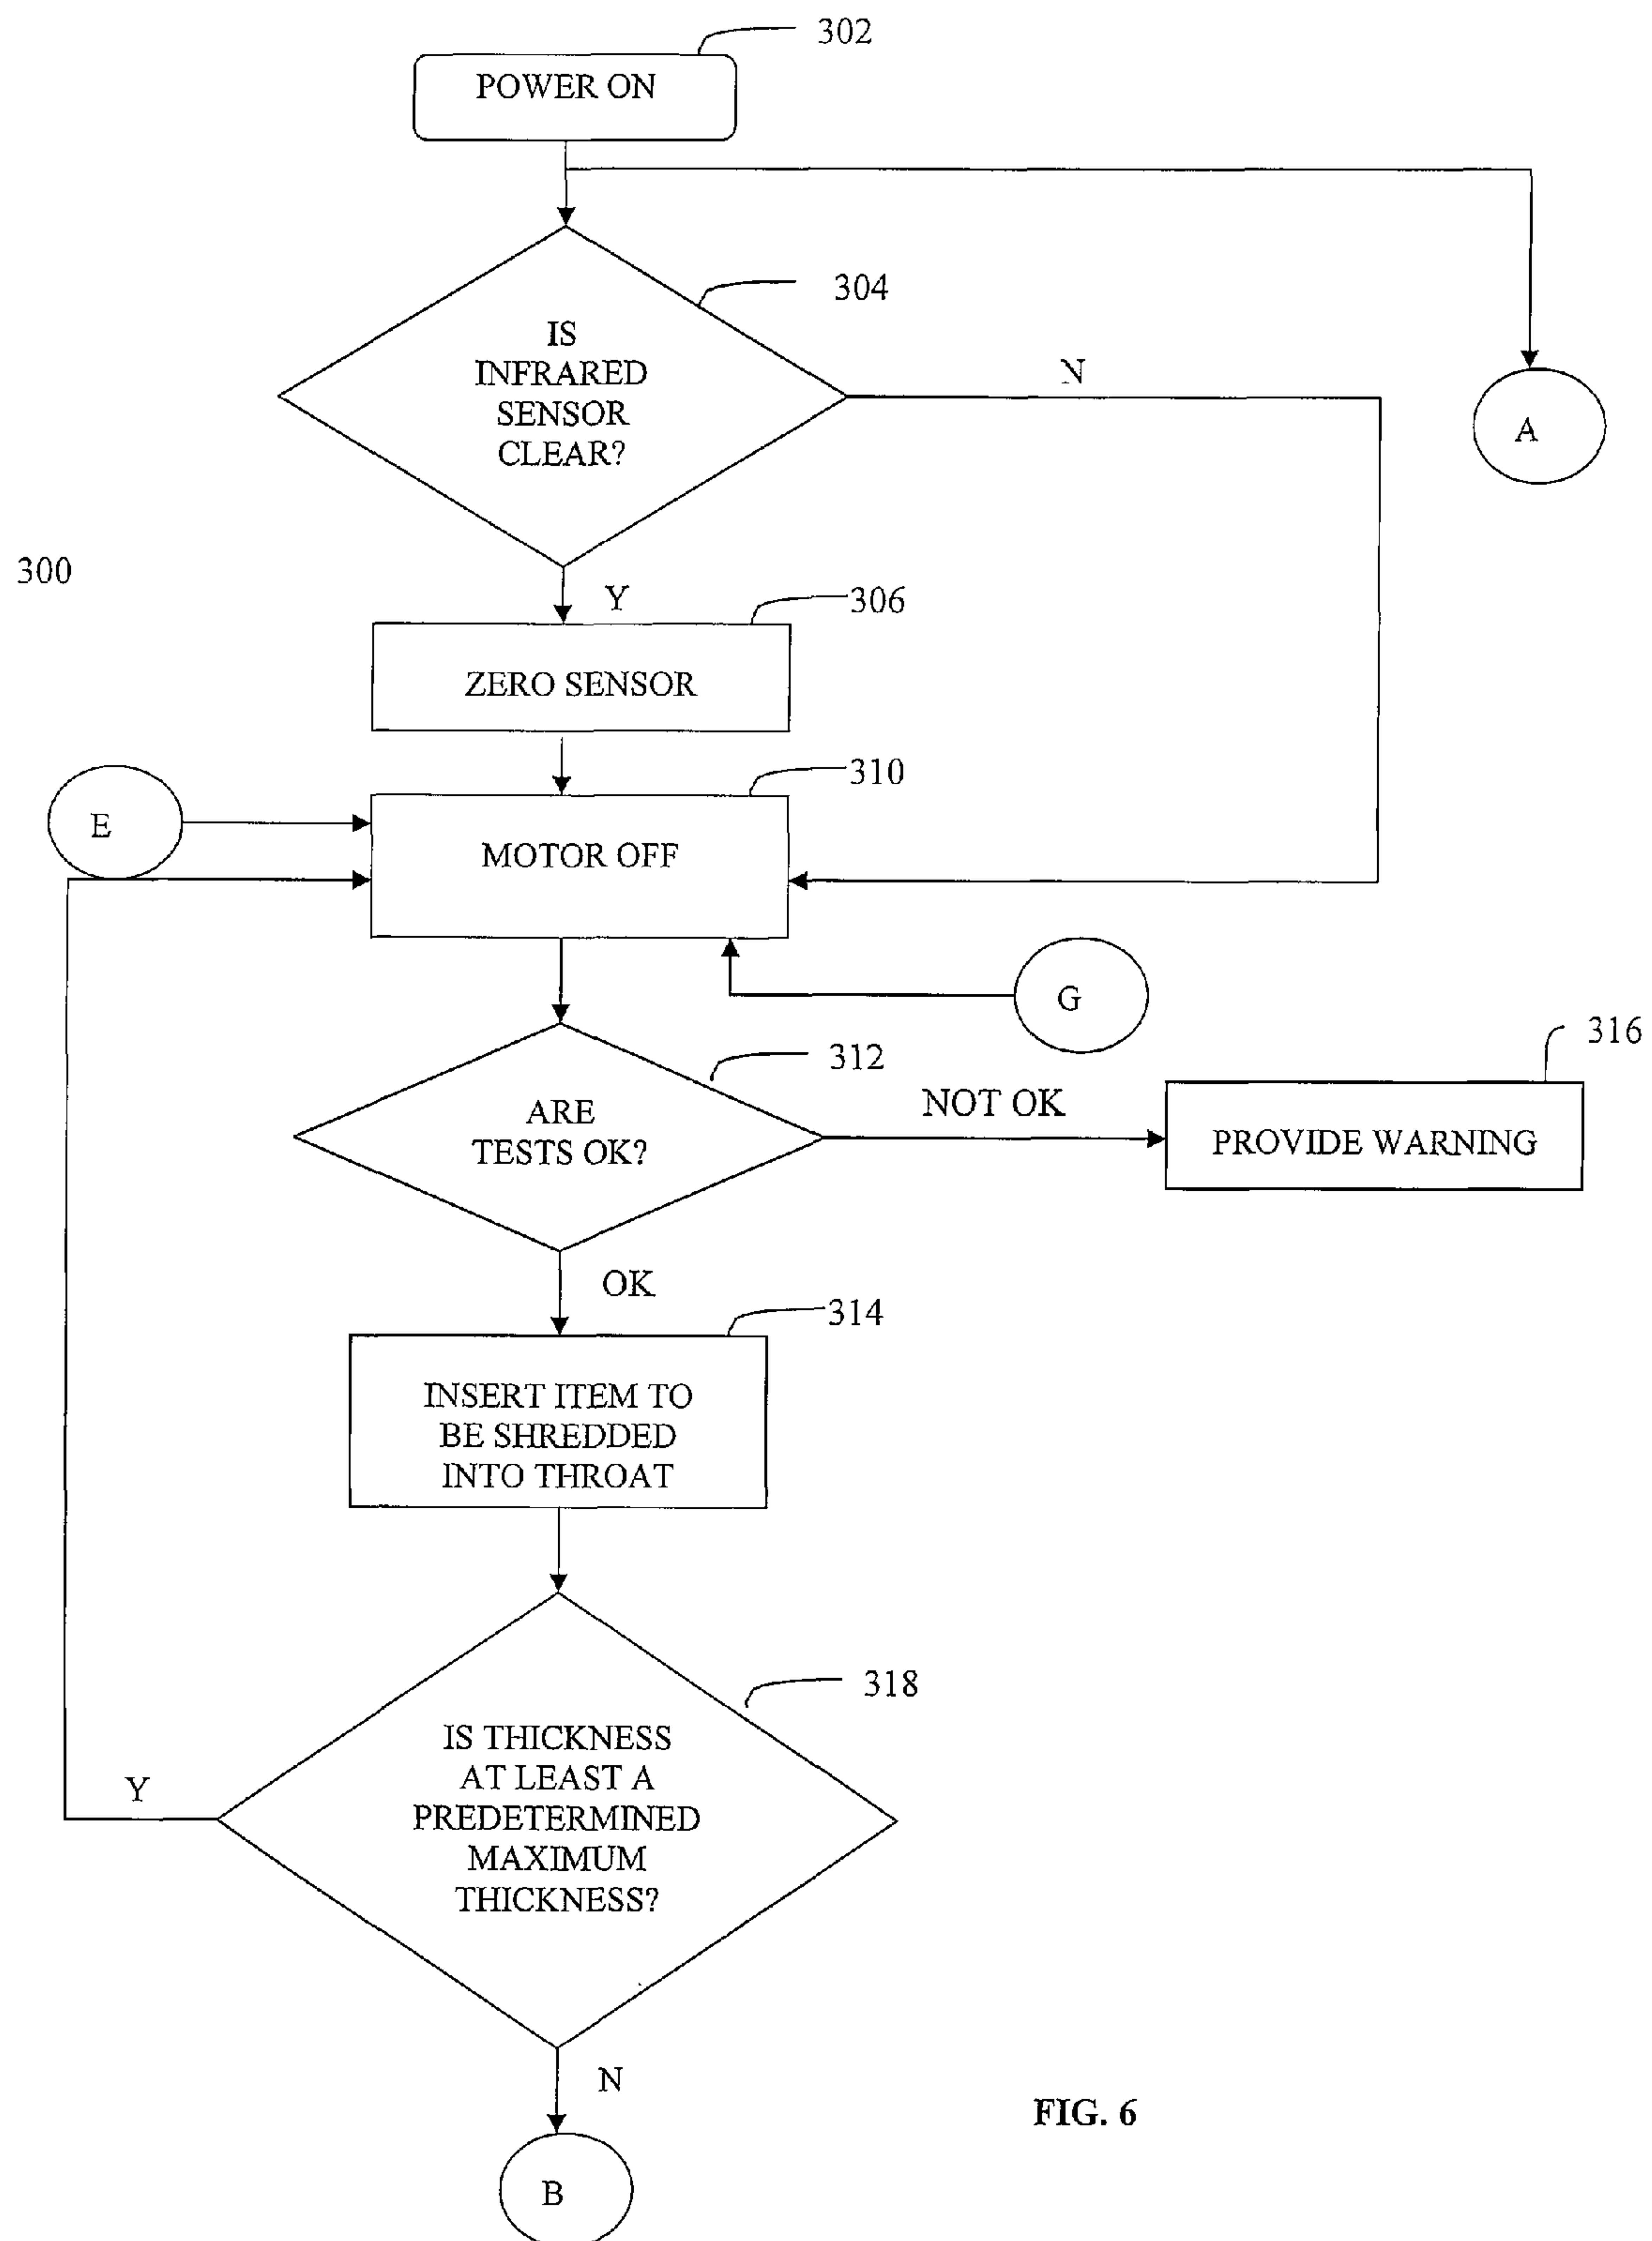 302
POWER ON
304
IS
INFRARED
SENSOR
CLEAR?
N
A
300
Y
306
ZERO SENSOR
310
E
MOTOR OFF
G
316
312
NOT OK
ARE
TESTS OK?
PROVIDE WARNING
OK
314
INSERT ITEM TO
BE SHREDDED
INTO THROAT
318
IS THICKNESS
AT LEAST A
PREDETERMINED
MAXIMUM
THICKNESS?
Y
N
FIG. 6
B